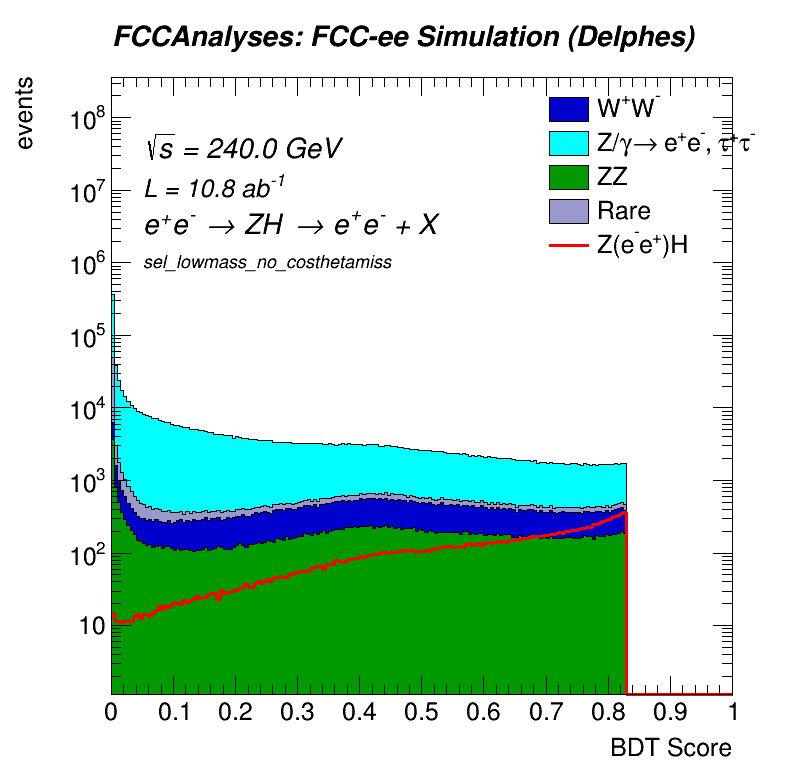 FCCAnalyses: FCC-ee Simulation (Delphes)
events
√s = 240.0 GeV
L = 10.8 ab⁻¹
e⁺e⁻ → ZH → e⁺e⁻ + X
sel_lowmass_no_costhetamiss
W⁺W⁻
Z/γ→ e⁺e⁻, τ⁺τ⁻
ZZ
Rare
Z(e⁻e⁺)H
10⁸
10⁷
10⁶
10⁵
10⁴
10³
10²
10
0 0.1 0.2 0.3 0.4 0.5 0.6 0.7 0.8 0.9 1
BDT Score